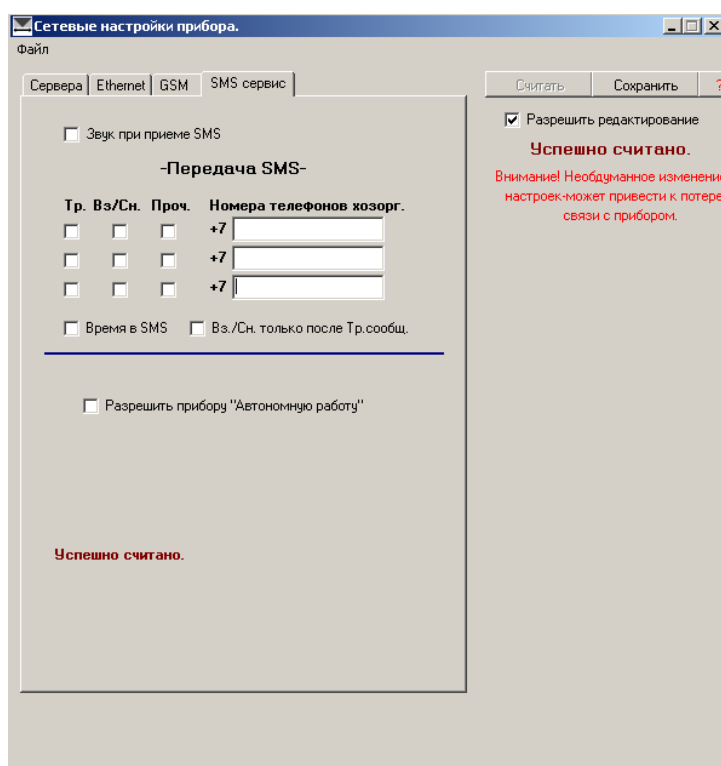 Сетевые настройки прибора.
Файл
Сервера Ethernet GSM SMS сервис
Считать Сохранить ?
Разрешить редактирование
Успешно считано.
Внимание! Необдуманное изменение
настроек-может привести к потере
связи с прибором.
Звук при приеме SMS
-Передача SMS-
Тр. Вз/Сн. Проч. Номера телефонов хозорг.
+7
+7
+7
Время в SMS Вз./Сн. только после Тр.сообщ.
Разрешить прибору "Автономную работу"
Успешно считано.